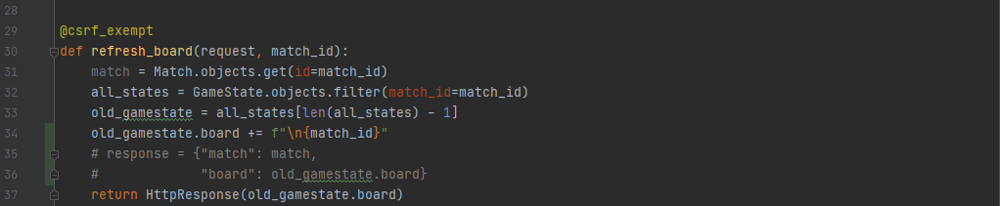 28
29 @csrf_exempt
30 def refresh_board(request, match_id):
31     match = Match.objects.get(id=match_id)
32     all_states = GameState.objects.filter(match_id=match_id)
33     old_gamestate = all_states[len(all_states) - 1]
34     old_gamestate.board += f"\n{match_id}"
35     # response = {"match": match,
36     #             "board": old_gamestate.board}
37     return HttpResponse(old_gamestate.board)